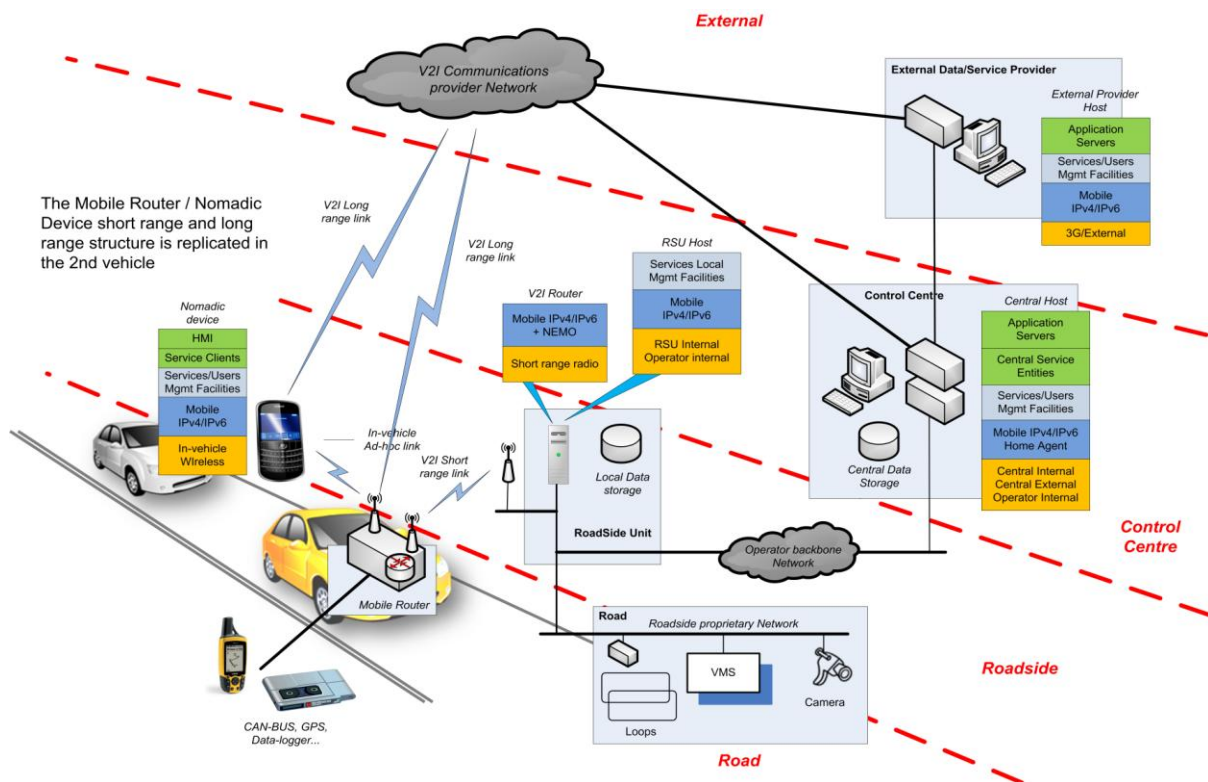 External
V2I Communications
provider Network
External Data/Service Provider
External Provider
Host
Application
Servers
Services/Users
Mgmt Facilities
Mobile
IPv4/IPv6
3G/External
The Mobile Router / Nomadic
Device short range and long
range structure is replicated in
the 2nd vehicle
V2I Long
range link
V2I Long
range link
RSU Host
Services Local
Mgmt Facilities
Mobile
IPv4/IPv6
RSU Internal
Operator internal
V2I Router
Mobile IPv4/IPv6
+ NEMO
Short range radio
Control Centre
Central Host
Application
Servers
Central Service
Entities
Services/Users
Mgmt Facilities
Mobile IPv4/IPv6
Home Agent
Central Internal
Central External
Operator Internal
Central Data
Storage
Nomadic
device
HMI
Service Clients
Services/Users
Mgmt Facilities
Mobile
IPv4/IPv6
In-vehicle
WIreless
In-vehicle
Ad-hoc link
V2I Short
range link
Local Data
storage
RoadSide Unit
Operator backbone
Network
Control
Centre
Mobile Router
Road
Roadside proprietary Network
VMS
Loops
Camera
Roadside
CAN-BUS, GPS,
Data-logger...
Road